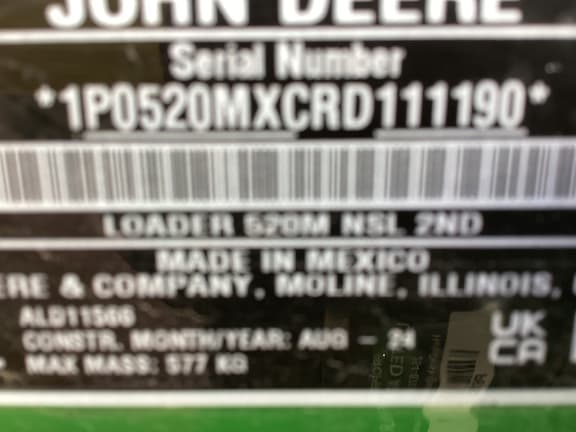 JOHN DEERE
Serial Number
*1P0520MXCRD111190*
LOADER 520M NSL 2ND
MADE IN MEXICO
ERE & COMPANY, MOLINE, ILLINOIS,
ALD11566
CONSTR. MONTH/YEAR: AUG - 24
MAX MASS: 577 KG
UK
CA